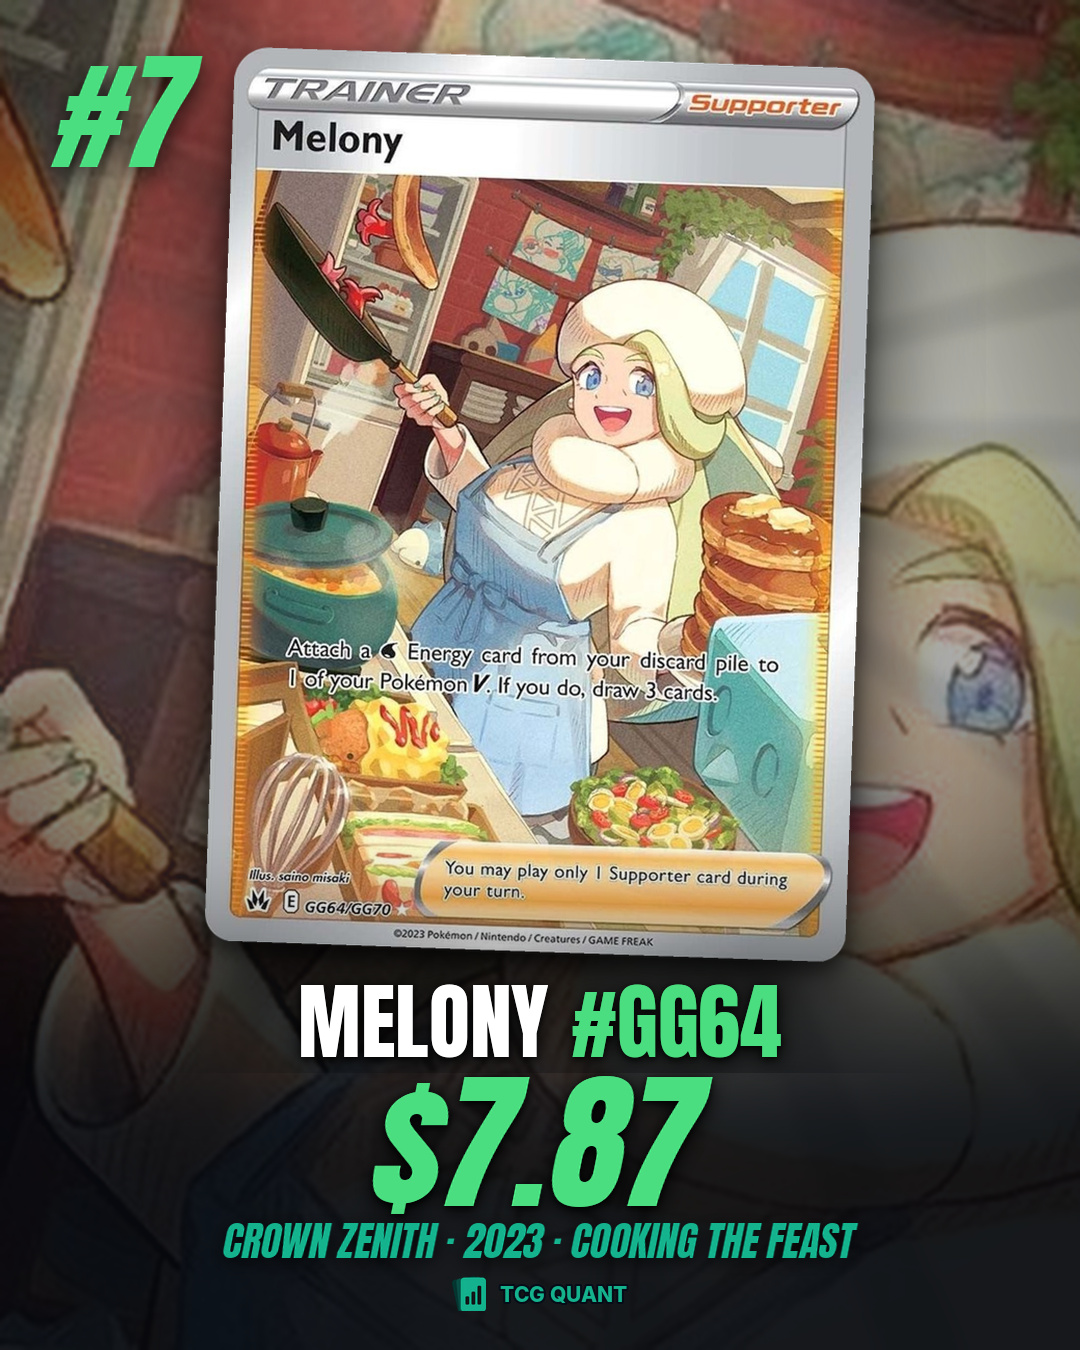 #7
TRAINER
Supporter
Melony
Attach a Energy card from your discard pile to
1 of your Pokémon V. If you do, draw 3 cards.
You may play only 1 Supporter card during
your turn.
Illus. saino misaki
E GG64/GG70
©2023 Pokémon / Nintendo / Creatures / GAME FREAK
MELONY #GG64
$7.87
CROWN ZENITH · 2023 · COOKING THE FEAST
TCG QUANT